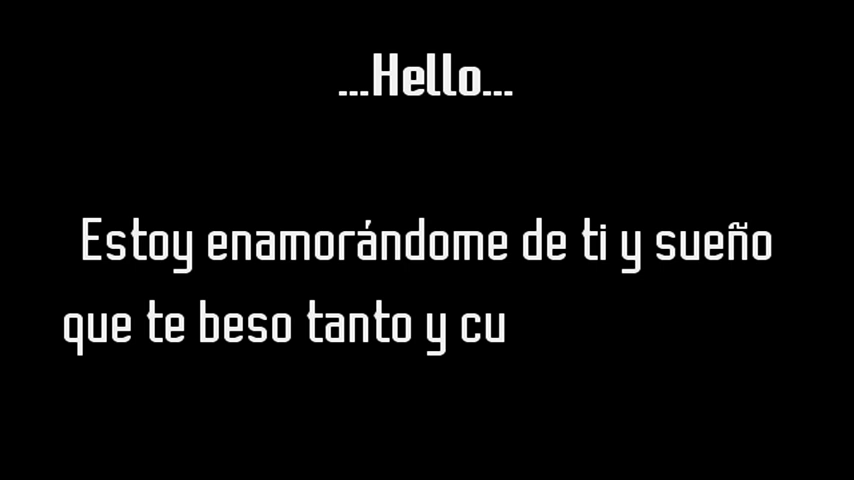 ...Hello...
Estoy enamorándome de ti y sueño
que te beso tanto y cu